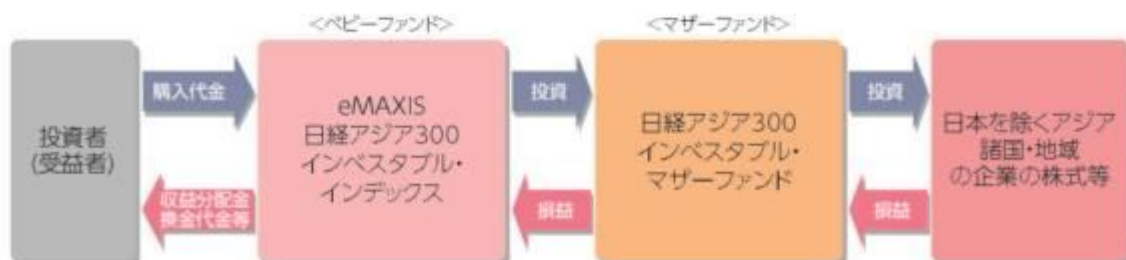 <ベビーファンド>
<マザーファンド>
投資者
(受益者)
購入代金
収益分配金
換金代金等
eMAXIS
日経アジア300
インベスタブル・
インデックス
投資
損益
日経アジア300
インベスタブル・
マザーファンド
投資
損益
日本を除くアジア
諸国・地域
の企業の株式等